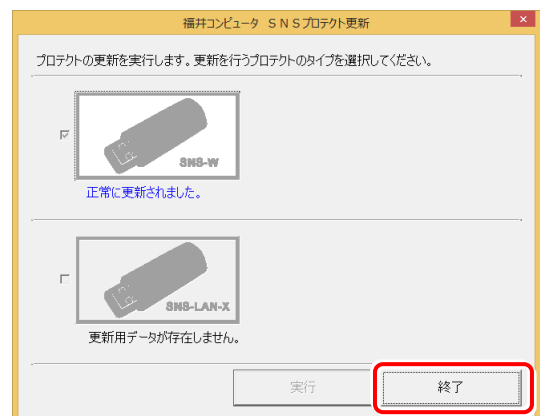 福井コンピュータ ＳＮＳプロテクト更新
プロテクトの更新を実行します。更新を行うプロテクトのタイプを選択してください。
SNS-W
正常に更新されました。
SNS-LAN-X
更新用データが存在しません。
実行
終了